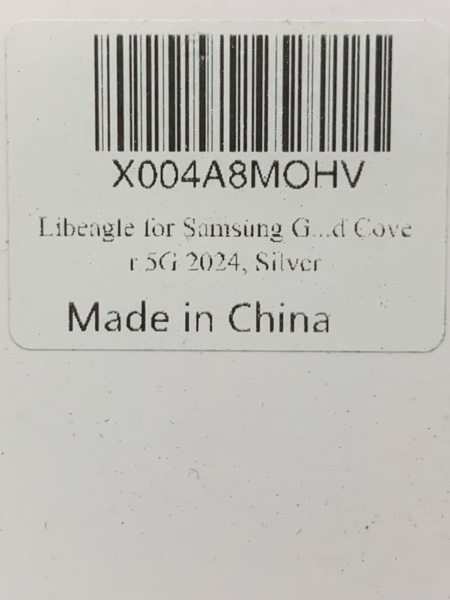 X004A8MOHV
Libeagle for Samsung G...d Cove
r 5G 2024, Silver
Made in China